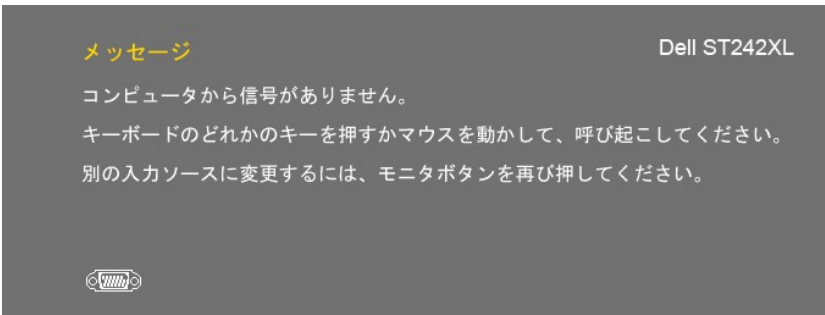 メッセージ
Dell ST242XL
コンピュータから信号がありません。
キーボードのどれかのキーを押すかマウスを動かして、呼び起こしてください。
別の入力ソースに変更するには、モニタボタンを再び押してください。